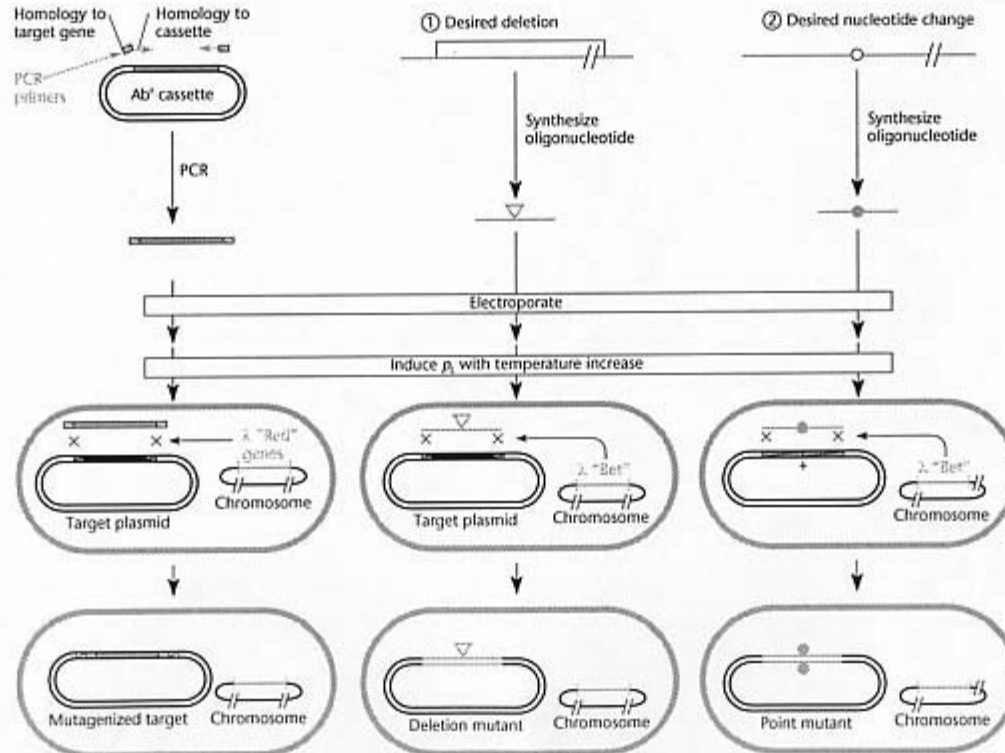 Homology to
target gene
Homology to
cassette
PCR
primers
Abʳ cassette
PCR
① Desired deletion
Synthesize
oligonucleotide
② Desired nucleotide change
Synthesize
oligonucleotide
Electroporate
Induce pL with temperature increase
λ "Red"
genes
Chromosome
Target plasmid
λ "Bet"
Chromosome
Target plasmid
+
λ "Bet"
Chromosome
Mutagenized target
Chromosome
Deletion mutant
Chromosome
Point mutant
Chromosome